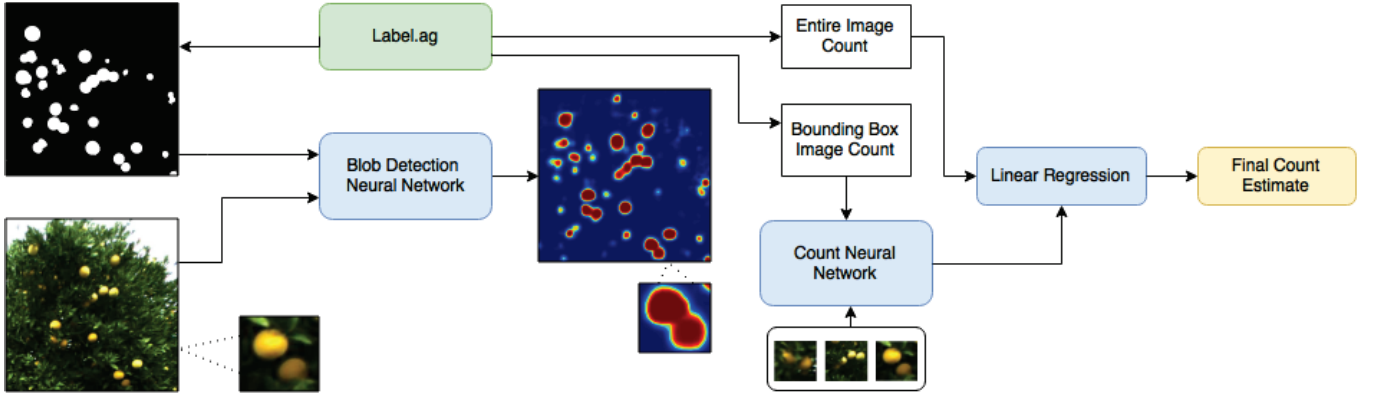 Label.ag
Entire Image
Count
Bounding Box
Image Count
Blob Detection
Neural Network
Linear Regression
Final Count
Estimate
Count Neural
Network